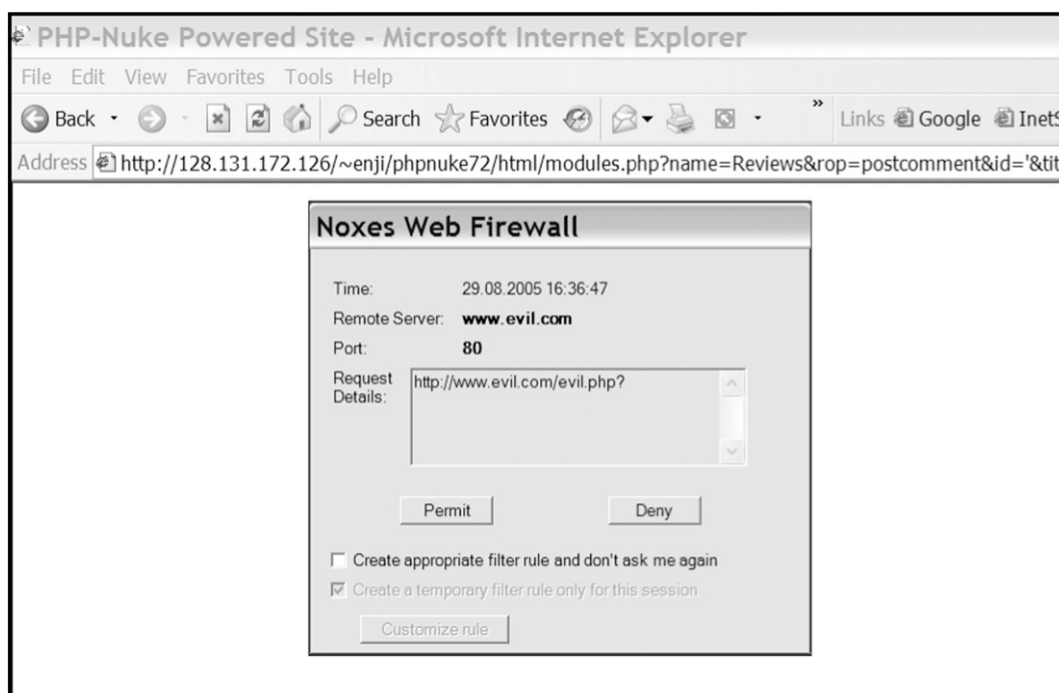 PHP-Nuke Powered Site - Microsoft Internet Explorer
File Edit View Favorites Tools Help
Back Search Favorites » Links Google InetS
Address http://128.131.172.126/~enji/phpnuke72/html/modules.php?name=Reviews&rop=postcomment&id='&tit
Noxes Web Firewall
Time: 29.08.2005 16:36:47
Remote Server: www.evil.com
Port: 80
Request Details: http://www.evil.com/evil.php?
Permit Deny
Create appropriate filter rule and don't ask me again
Create a temporary filter rule only for this session
Customize rule